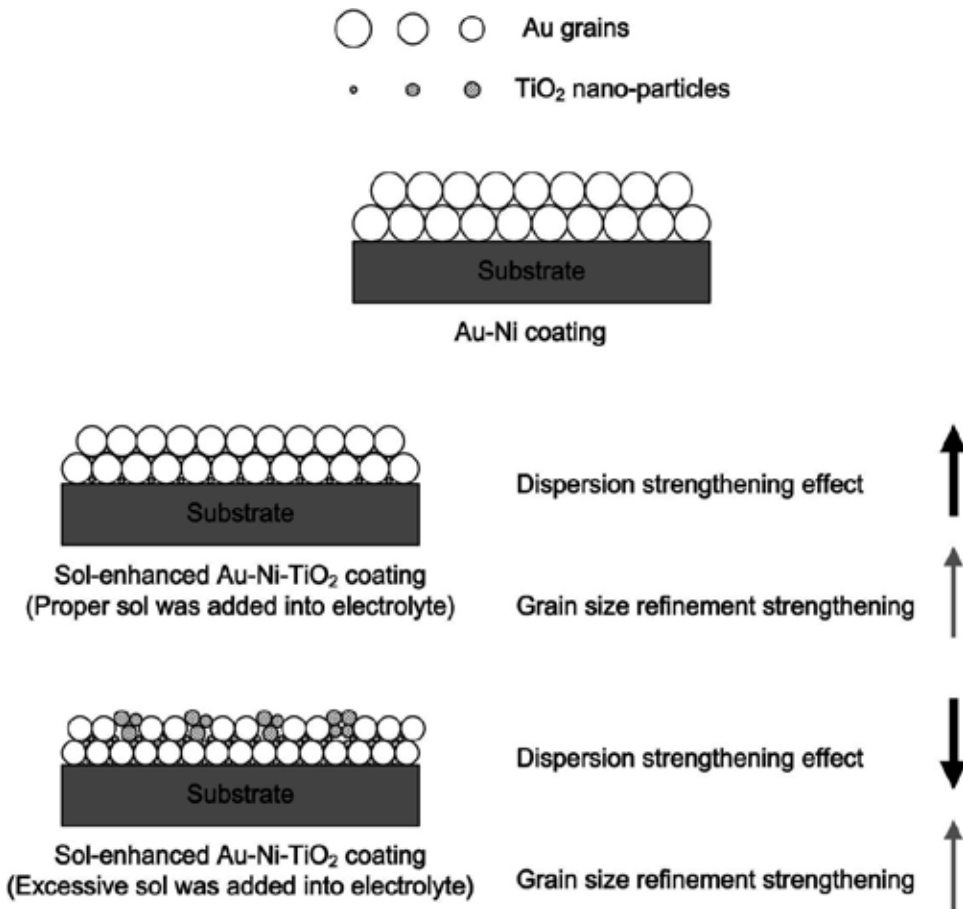 Au grains
TiO₂ nano-particles
Substrate
Au-Ni coating
Substrate
Sol-enhanced Au-Ni-TiO₂ coating
(Proper sol was added into electrolyte)
Dispersion strengthening effect
Grain size refinement strengthening
Substrate
Sol-enhanced Au-Ni-TiO₂ coating
(Excessive sol was added into electrolyte)
Dispersion strengthening effect
Grain size refinement strengthening